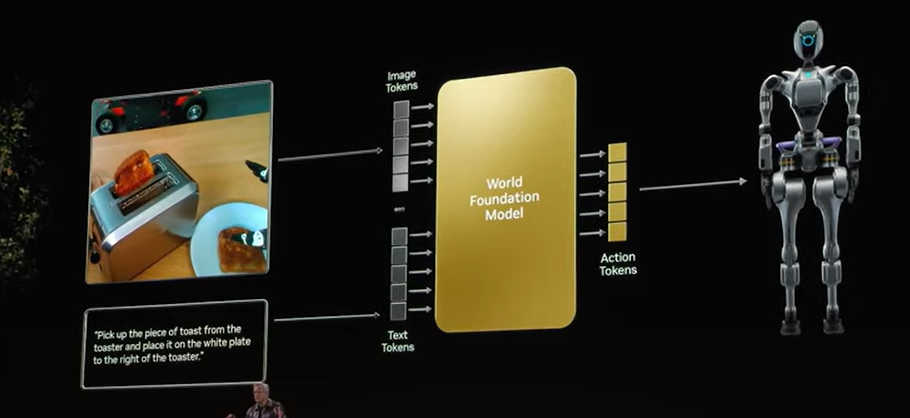 Image
Tokens
World
Foundation
Model
Action
Tokens
"Pick up the piece of toast from the
toaster and place it on the white plate
to the right of the toaster."
Text
Tokens